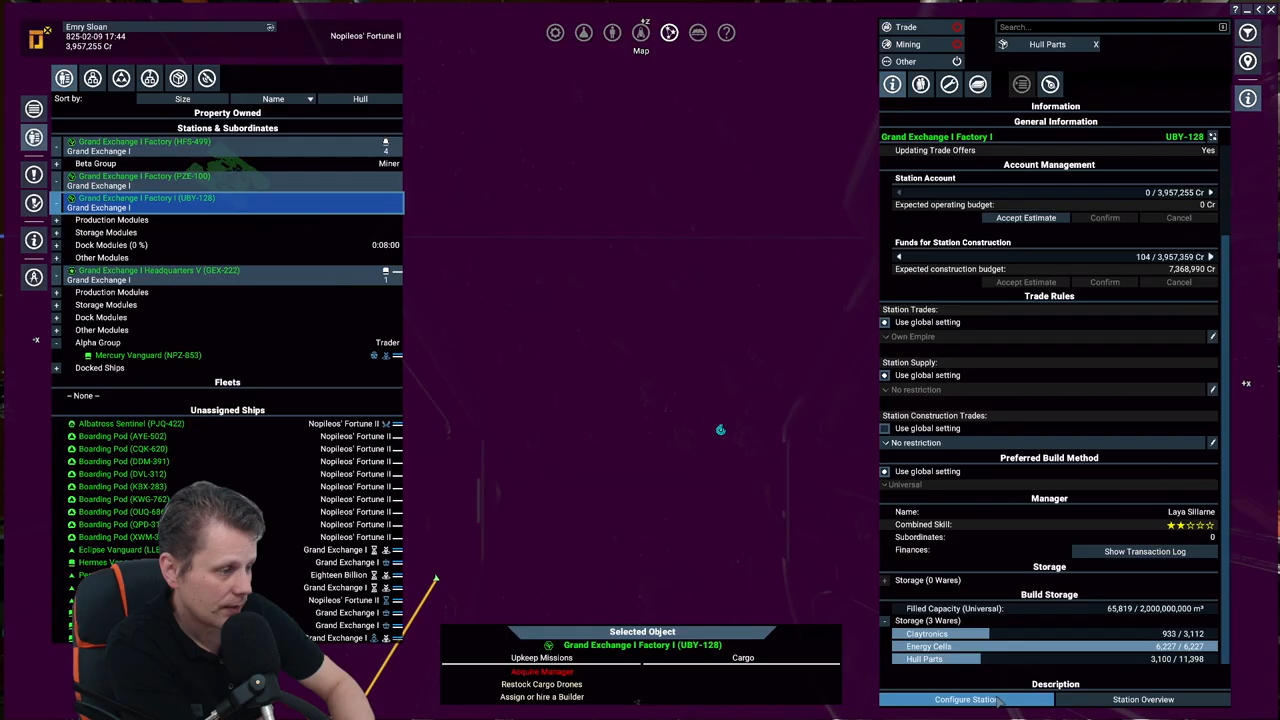 Emry Sloan
825-02-09 17:44
3,957,255 Cr
Nopileos' Fortune II
+z
Map
Sort by:
Size
Name
Hull
Property Owned
Stations & Subordinates
Grand Exchange I Factory (HFS-499)
Grand Exchange I
4
Beta Group
Miner
Grand Exchange I Factory (PZE-100)
Grand Exchange I
Grand Exchange I Factory I (UBY-128)
Grand Exchange I
Production Modules
Storage Modules
Dock Modules (0 %)
0:08:00
Other Modules
Grand Exchange I Headquarters V (GEX-222)
Grand Exchange I
1
Production Modules
Storage Modules
Dock Modules
Other Modules
Alpha Group
Trader
Mercury Vanguard (NPZ-853)
Docked Ships
Fleets
– None –
Unassigned Ships
Albatross Sentinel (PJQ-422)
Nopileos' Fortune II
Boarding Pod (AYE-502)
Nopileos' Fortune II
Boarding Pod (CQK-620)
Nopileos' Fortune II
Boarding Pod (DDM-391)
Nopileos' Fortune II
Boarding Pod (DVL-312)
Nopileos' Fortune II
Boarding Pod (KBX-283)
Nopileos' Fortune II
Boarding Pod (KWG-762)
Nopileos' Fortune II
Boarding Pod (OUQ-686
Nopileos' Fortune II
Boarding Pod (QPD-31
Nopileos' Fortune II
Boarding Pod (XWM-3
Nopileos' Fortune II
Eclipse Vanguard (LLE
Grand Exchange I
Hermes
Grand Exchange I
Eighteen Billion
Grand Exchange I
Nopileos' Fortune II
Grand Exchange I
Grand Exchange I
Grand Exchange I
+x
Selected Object
Grand Exchange I Factory I (UBY-128)
Upkeep Missions
Cargo
Acquire Manager
Restock Cargo Drones
Assign or hire a Builder
-z
+x
Trade
Mining
Other
Search...
Hull Parts
X
Information
General Information
Grand Exchange I Factory I
UBY-128
Updating Trade Offers
Yes
Account Management
Station Account
0 / 3,957,255 Cr
Expected operating budget:
0 Cr
Accept Estimate
Confirm
Cancel
Funds for Station Construction
104 / 3,957,359 Cr
Expected construction budget:
7,368,990 Cr
Accept Estimate
Confirm
Cancel
Trade Rules
Station Trades:
Use global setting
Own Empire
Station Supply:
Use global setting
No restriction
Station Construction Trades:
Use global setting
No restriction
Preferred Build Method
Use global setting
Universal
Manager
Name:
Laya Sillarne
Combined Skill:
Subordinates:
0
Finances:
Show Transaction Log
Storage
Storage (0 Wares)
Build Storage
Filled Capacity (Universal):
65,819 / 2,000,000,000 m³
Storage (3 Wares)
Claytronics
933 / 3,112
Energy Cells
6,227 / 6,227
Hull Parts
3,100 / 11,398
Description
Configure Station
Station Overview